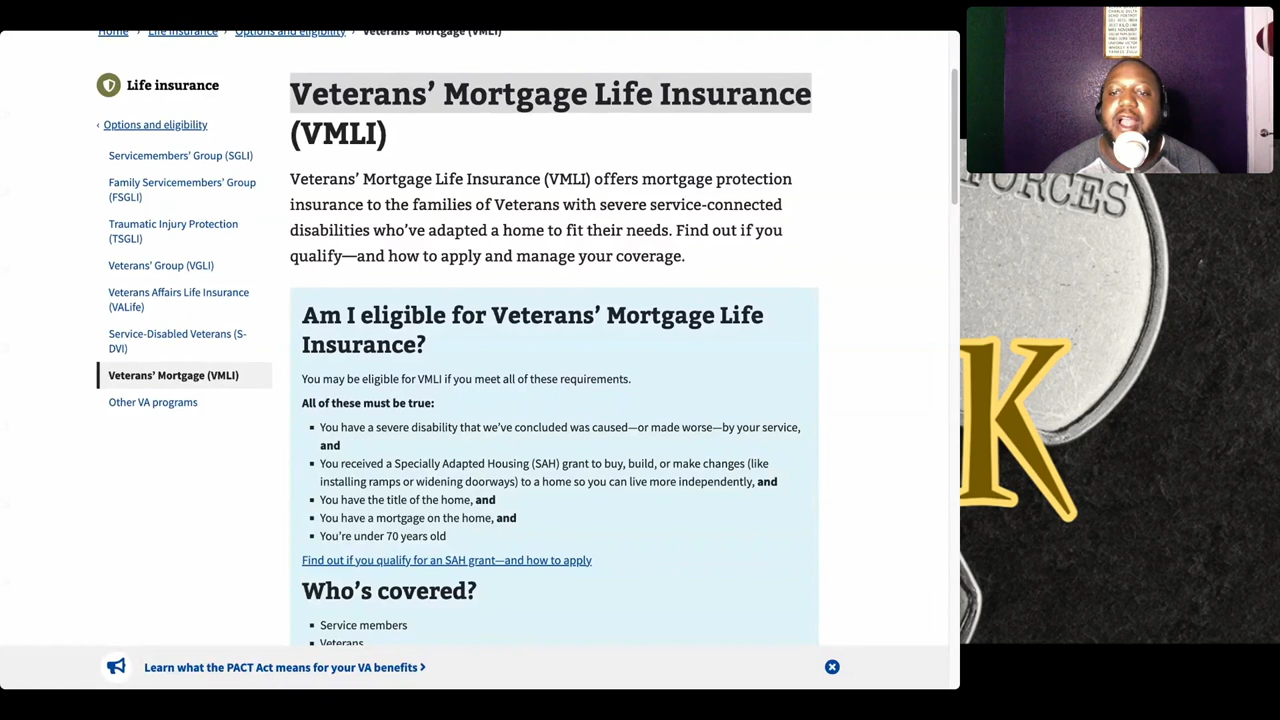 Home › Life insurance › Options and eligibility › Veterans' Mortgage (VMLI)
Life insurance
‹ Options and eligibility
Servicemembers' Group (SGLI)
Family Servicemembers' Group
(FSGLI)
Traumatic Injury Protection
(TSGLI)
Veterans' Group (VGLI)
Veterans Affairs Life Insurance
(VALife)
Service-Disabled Veterans (S-
DVI)
Veterans' Mortgage (VMLI)
Other VA programs
Veterans' Mortgage Life Insurance
(VMLI)
Veterans' Mortgage Life Insurance (VMLI) offers mortgage protection
insurance to the families of Veterans with severe service-connected
disabilities who've adapted a home to fit their needs. Find out if you
qualify—and how to apply and manage your coverage.
Am I eligible for Veterans' Mortgage Life
Insurance?
You may be eligible for VMLI if you meet all of these requirements.
All of these must be true:
▪ You have a severe disability that we've concluded was caused—or made worse—by your service,
and
▪ You received a Specially Adapted Housing (SAH) grant to buy, build, or make changes (like
installing ramps or widening doorways) to a home so you can live more independently, and
▪ You have the title of the home, and
▪ You have a mortgage on the home, and
▪ You're under 70 years old
Find out if you qualify for an SAH grant—and how to apply
Who's covered?
▪ Service members
▪ Veterans
Learn what the PACT Act means for your VA benefits ›
FORCES
K